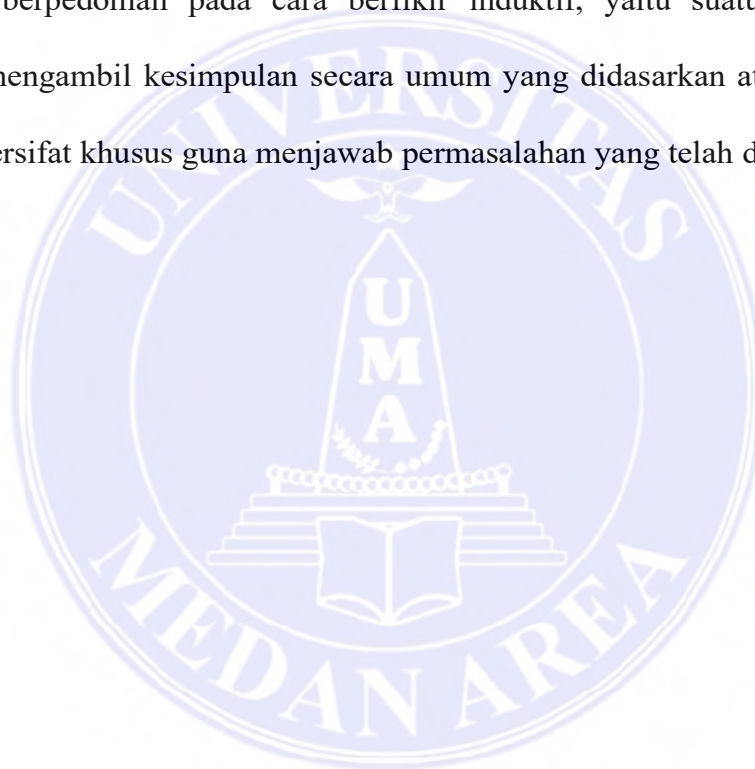 berpedoman pada cara berfikir induktif, yaitu suatu
mengambil kesimpulan secara umum yang didasarkan at
ersifat khusus guna menjawab permasalahan yang telah d
UNIVERSITAS
U
M
A
MEDAN AREA